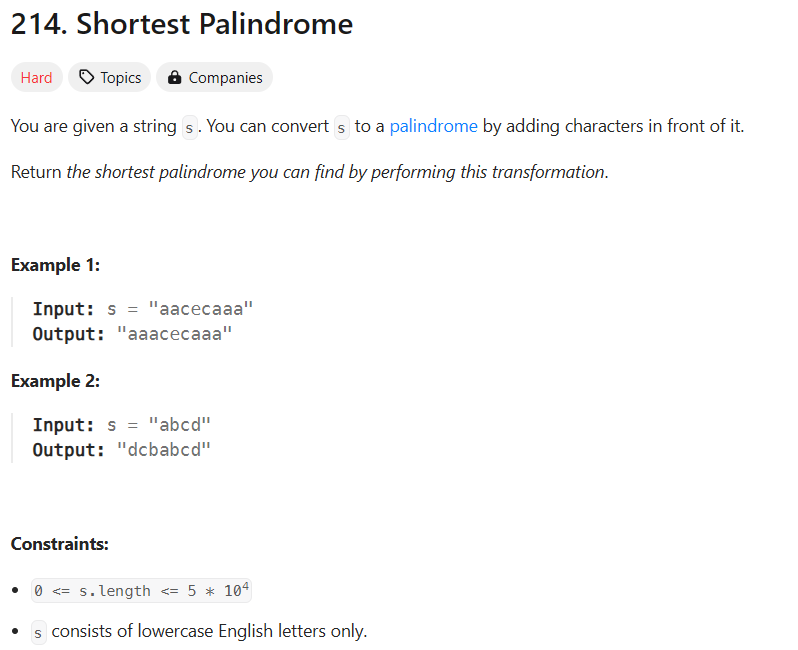 214. Shortest Palindrome
Hard Topics Companies
You are given a string s. You can convert s to a palindrome by adding characters in front of it.
Return the shortest palindrome you can find by performing this transformation.
Example 1:
Input: s = "aacecaaa"
Output: "aaacecaaa"
Example 2:
Input: s = "abcd"
Output: "dcbabcd"
Constraints:
• 0 <= s.length <= 5 * 10⁴
• s consists of lowercase English letters only.